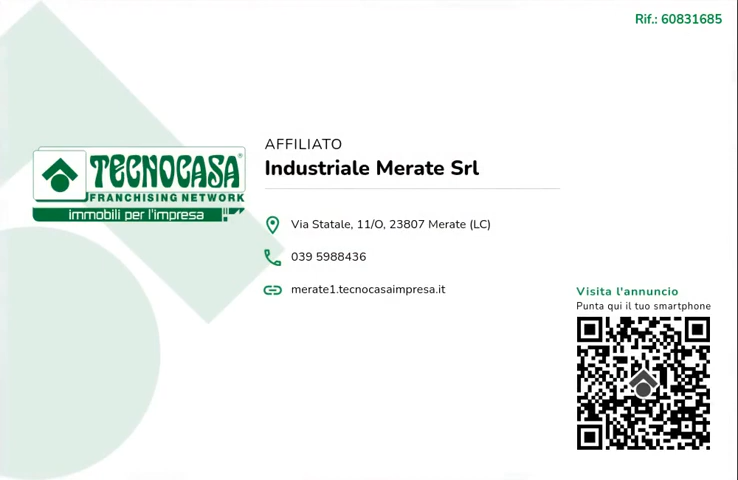 Rif.: 60831685
AFFILIATO
Industriale Merate Srl
TECNOCASA®
FRANCHISING NETWORK
immobili per l'impresa
Via Statale, 11/O, 23807 Merate (LC)
039 5988436
merate1.tecnocasaimpresa.it
Visita l'annuncio
Punta qui il tuo smartphone